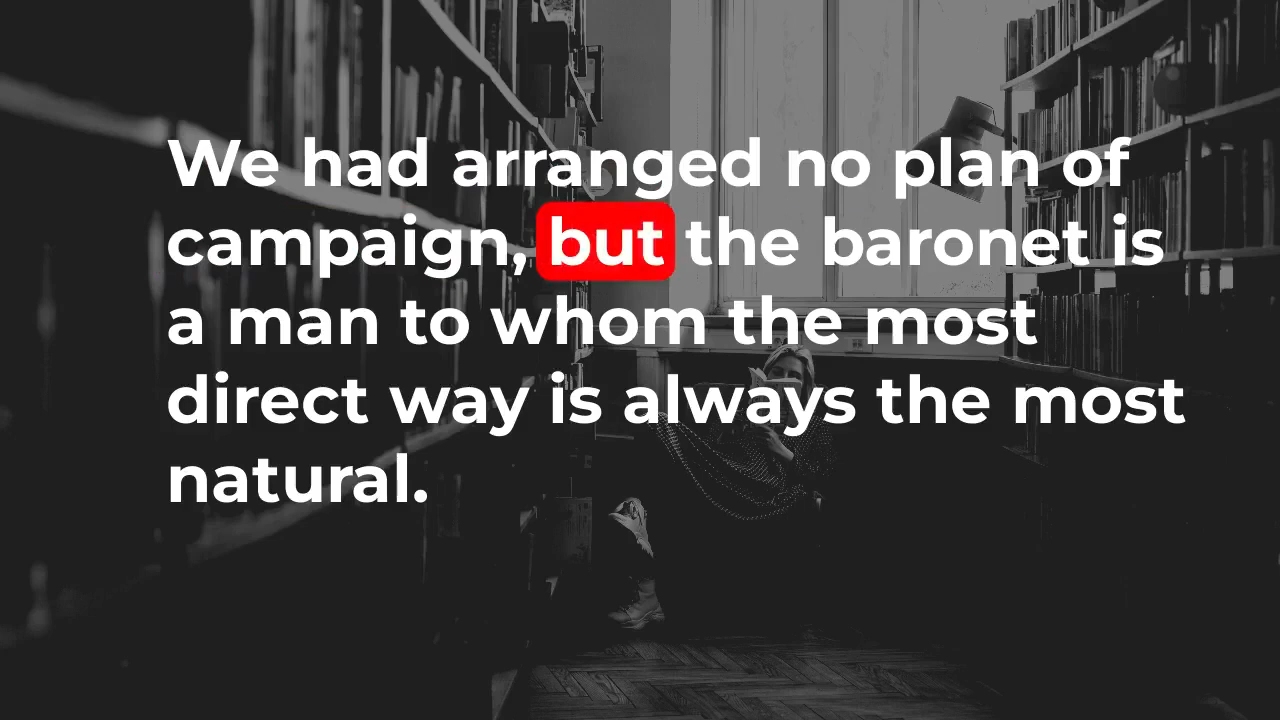 We had arranged no plan of
campaign, but the baronet is
a man to whom the most
direct way is always the most
natural.